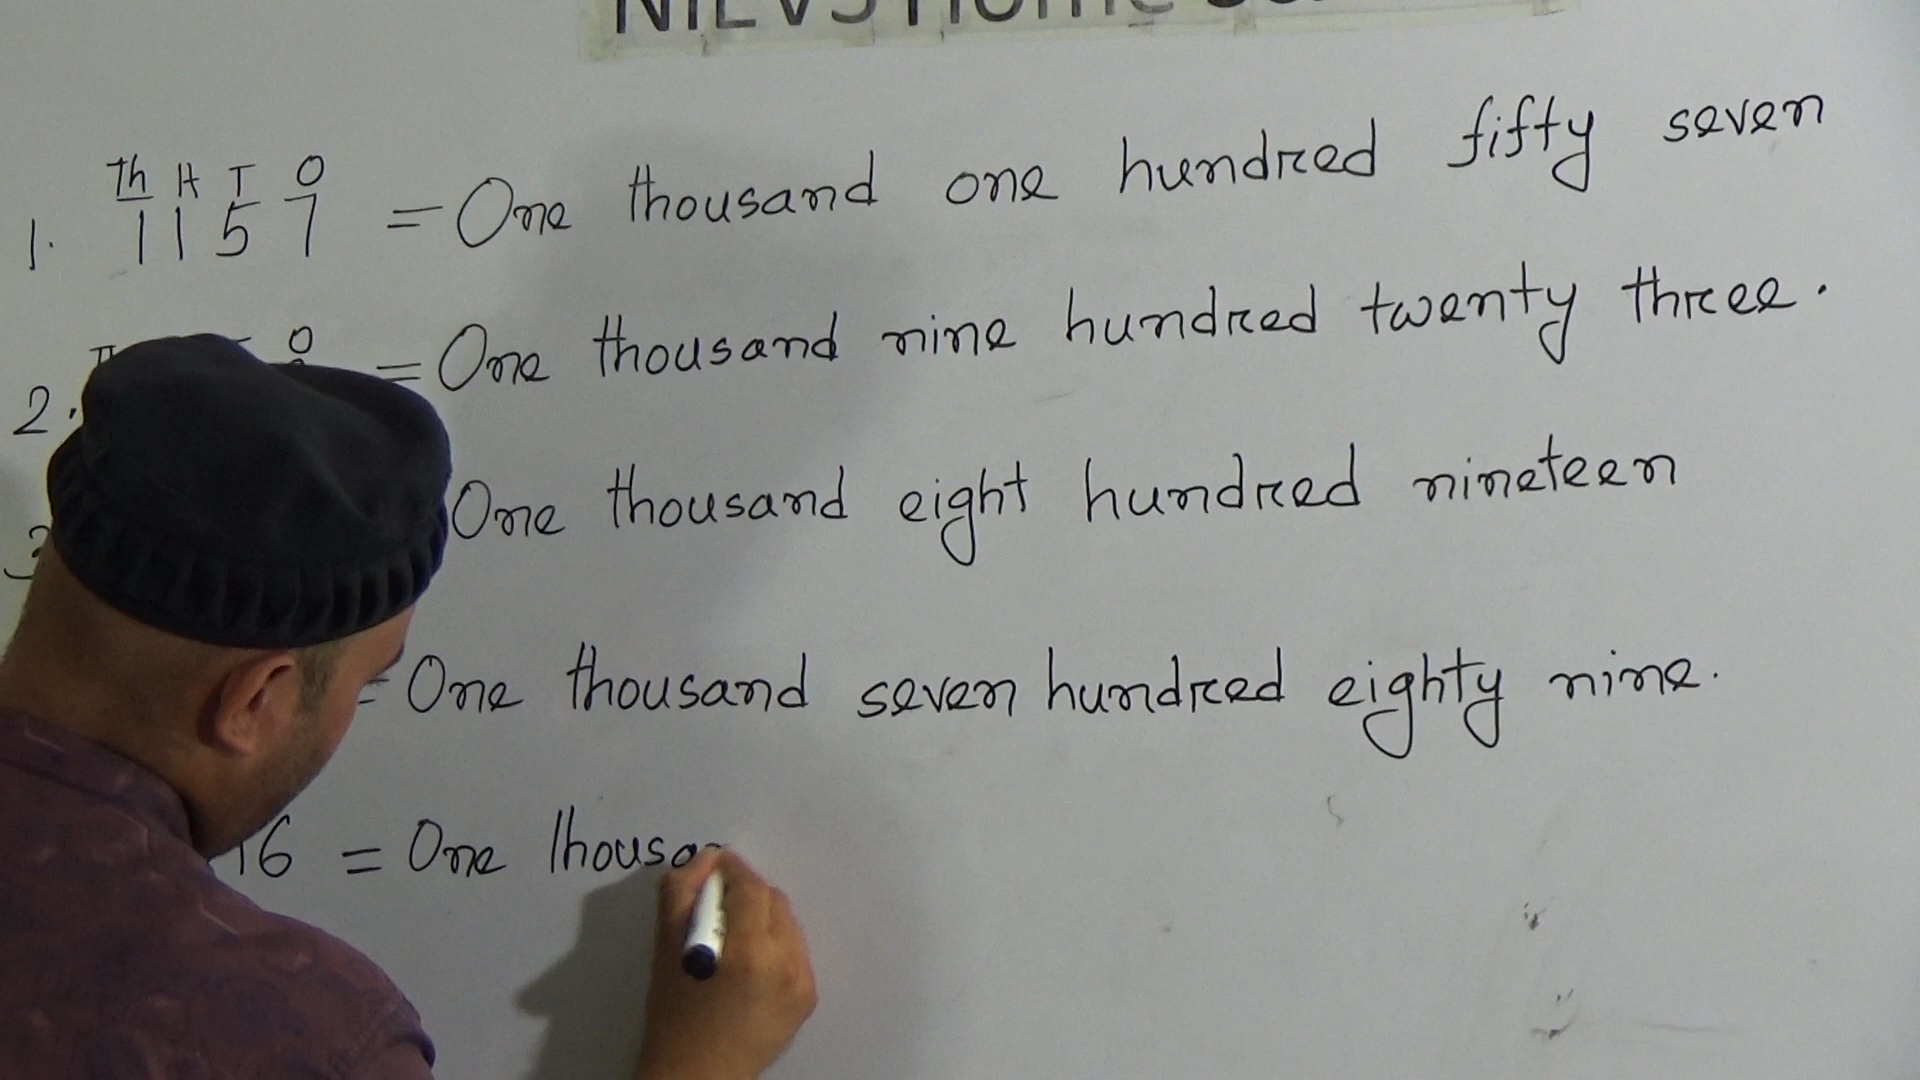 Th H T O
1. 1157 = One thousand one hundred fifty seven
O
2. = One thousand nine hundred twenty three.
One thousand eight hundred nineteen
= One thousand seven hundred eighty nine.
16 = One thousa